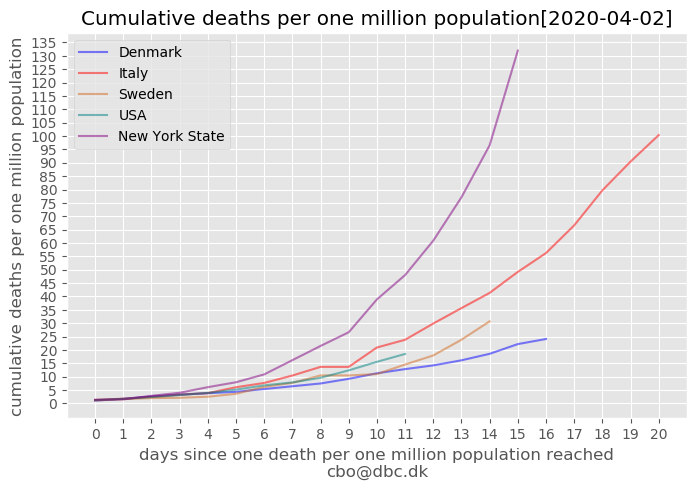 Cumulative deaths per one million population[2020-04-02]
cumulative deaths per one million population
135
130
125
120
115
110
105
100
95
90
85
80
75
70
65
60
55
50
45
40
35
30
25
20
15
10
5
0
Denmark
Italy
Sweden
USA
New York State
0 1 2 3 4 5 6 7 8 9 10 11 12 13 14 15 16 17 18 19 20
days since one death per one million population reached
cbo@dbc.dk